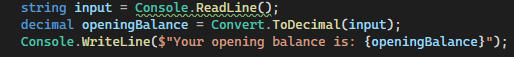 string input = Console.ReadLine();
decimal openingBalance = Convert.ToDecimal(input);
Console.WriteLine($"Your opening balance is: {openingBalance}");